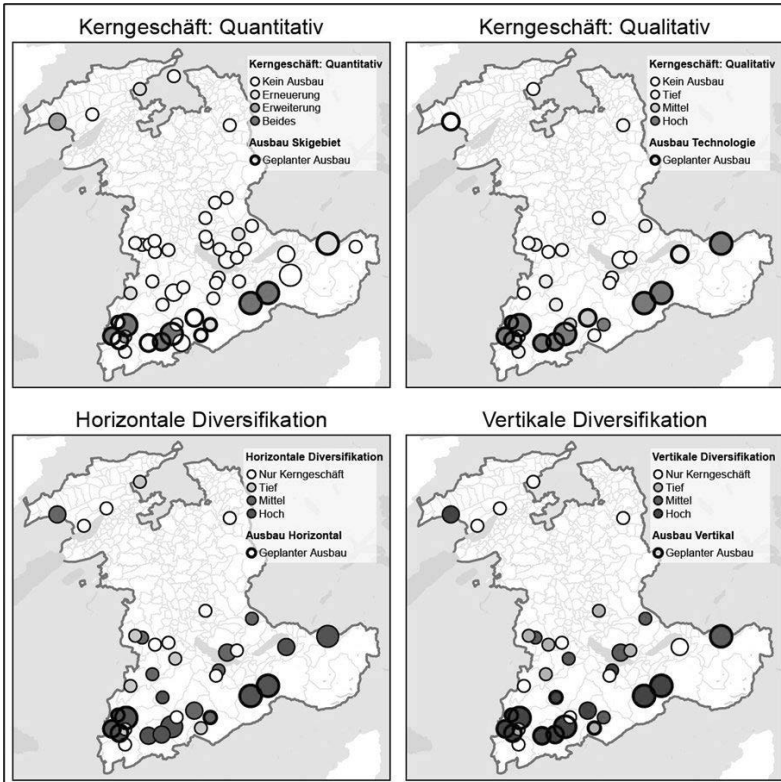 Kerngeschäft: Quantitativ
Kerngeschäft: Quantitativ
Kein Ausbau
Erneuerung
Erweiterung
Beides
Ausbau Skigebiet
Geplanter Ausbau
Kerngeschäft: Qualitativ
Kerngeschäft: Qualitativ
Kein Ausbau
Tief
Mittel
Hoch
Ausbau Technologie
Geplanter Ausbau
Horizontale Diversifikation
Horizontale Diversifikation
Nur Kerngeschäft
Tief
Mittel
Hoch
Ausbau Horizontal
Geplanter Ausbau
Vertikale Diversifikation
Vertikale Diversifikation
Nur Kerngeschäft
Tief
Mittel
Hoch
Ausbau Vertikal
Geplanter Ausbau